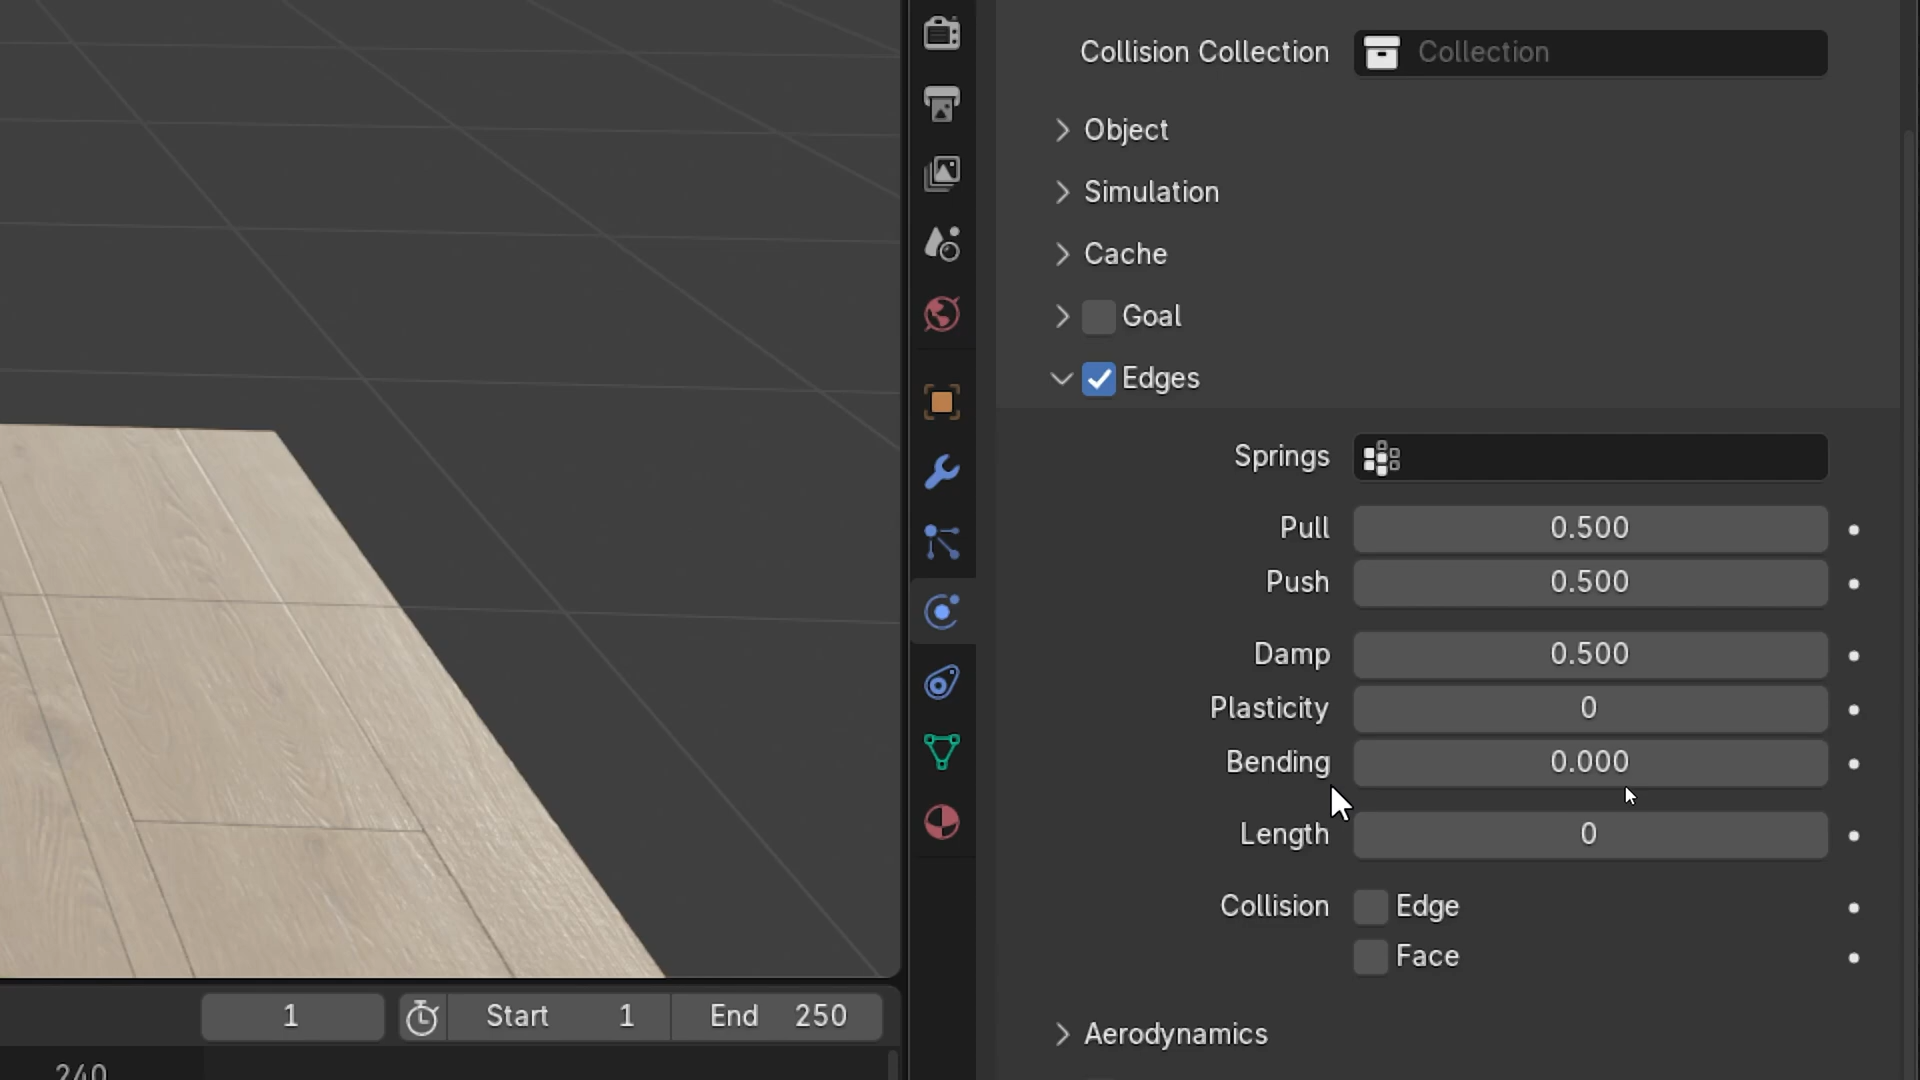 Collision Collection
Collection
Object
Simulation
Cache
Goal
Edges
Springs
Pull 0.500
Push 0.500
Damp 0.500
Plasticity 0
Bending 0.000
Length 0
Collision Edge
Face
1 Start 1 End 250
Aerodynamics
240